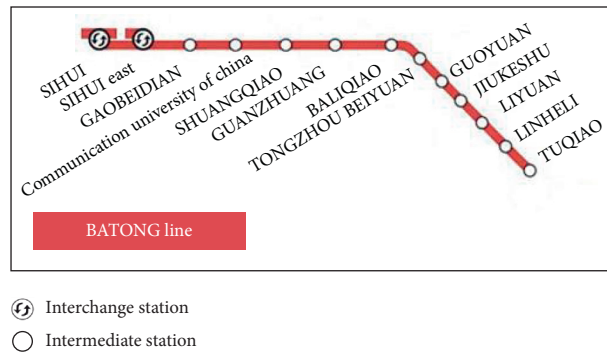 SIHUI
SIHUI east
GAOBEIDIAN
Communication university of china
SHUANGQIAO
GUANZHUANG
BALIQIAO
TONGZHOU BEIYUAN
GUOYUAN
JIUKESHU
LIYUAN
LINHELI
TUQIAO
BATONG line
Interchange station
Intermediate station